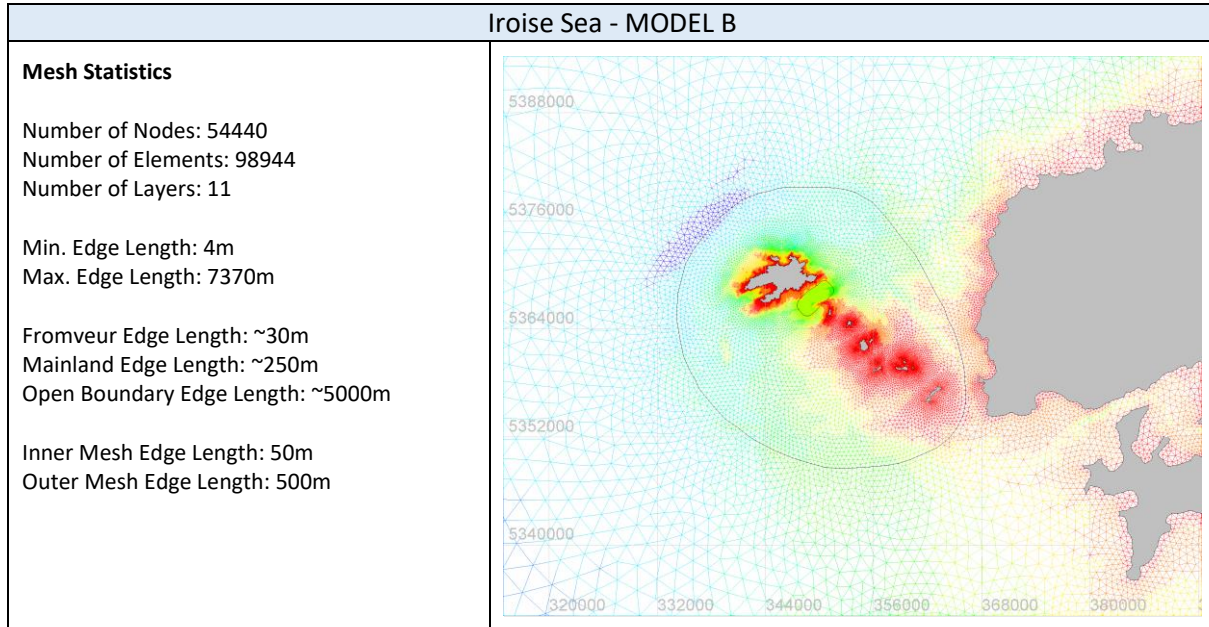 Iroise Sea - MODEL B
Mesh Statistics
Number of Nodes: 54440
Number of Elements: 98944
Number of Layers: 11
Min. Edge Length: 4m
Max. Edge Length: 7370m
Fromveur Edge Length: ~30m
Mainland Edge Length: ~250m
Open Boundary Edge Length: ~5000m
Inner Mesh Edge Length: 50m
Outer Mesh Edge Length: 500m
5388000
5376000
5364000
5352000
5340000
320000 332000 344000 356000 368000 380000